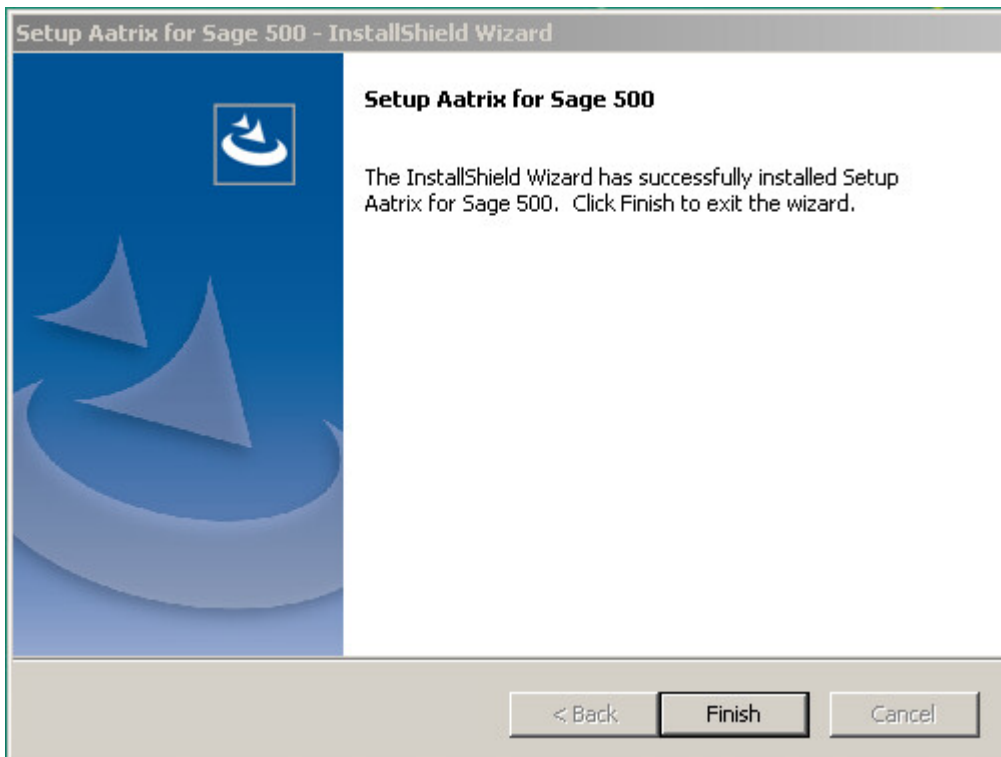 Setup Aatrix for Sage 500 - InstallShield Wizard
Setup Aatrix for Sage 500
The InstallShield Wizard has successfully installed Setup
Aatrix for Sage 500. Click Finish to exit the wizard.
< Back
Finish
Cancel